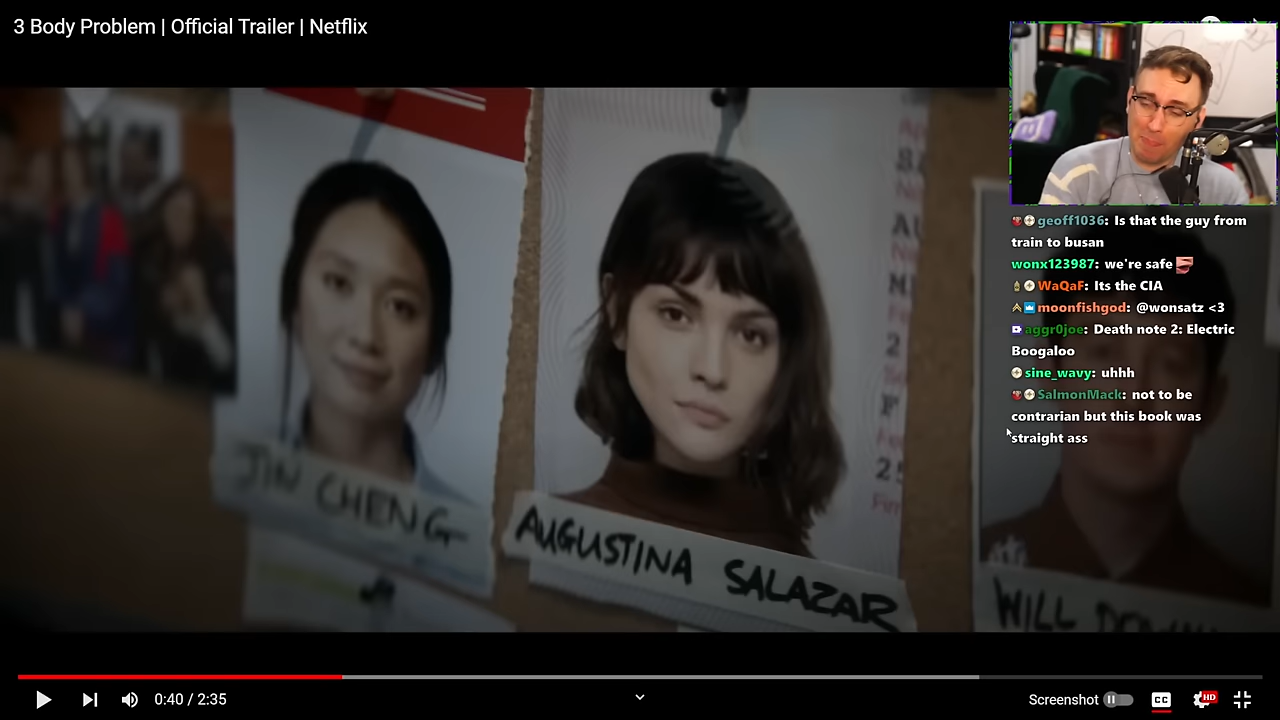 3 Body Problem | Official Trailer | Netflix
geoff1036: Is that the guy from
train to busan
wonx123987: we're safe
WaQaF: Its the CIA
moonfishgod: @wonsatz <3
aggr0joe: Death note 2: Electric
Boogaloo
sine_wavy: uhhh
SalmonMack: not to be
contrarian but this book was
straight ass
JIN CHENG
AUGUSTINA SALAZAR
WILL
0:40 / 2:35
Screenshot
CC
HD